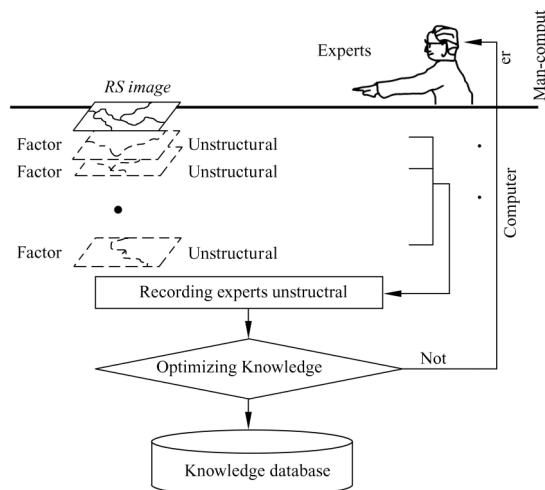 Experts
Man-comput
er
RS image
Factor
Unstructural
Factor
Unstructural
Computer
Factor
Unstructural
Recording experts unstructral
Optimizing Knowledge
Not
Knowledge database